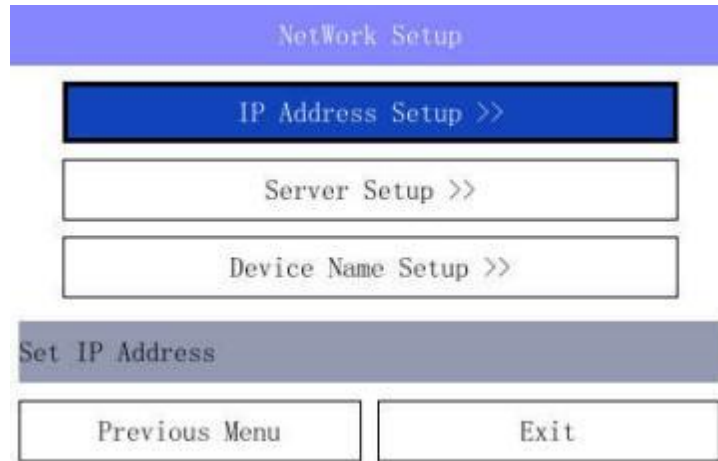 NetWork Setup
IP Address Setup >>
Server Setup >>
Device Name Setup >>
Set IP Address
Previous Menu
Exit